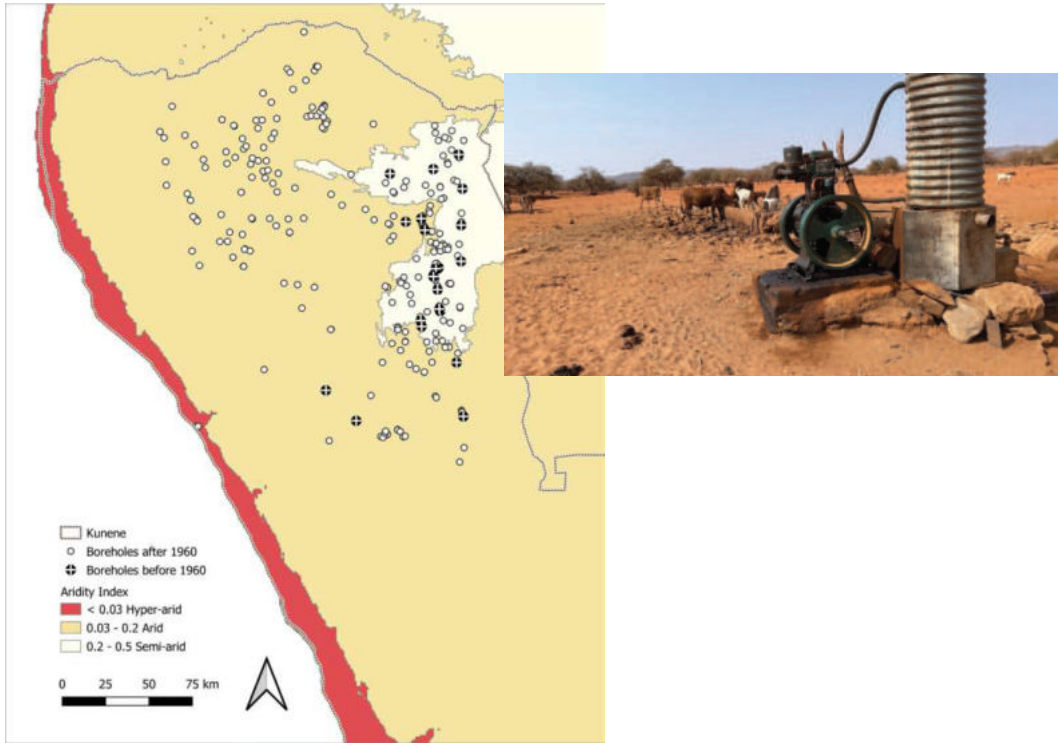 Kunene
Boreholes after 1960
Boreholes before 1960
Aridity Index
< 0.03 Hyper-arid
0.03 - 0.2 Arid
0.2 - 0.5 Semi-arid
0 25 50 75 km